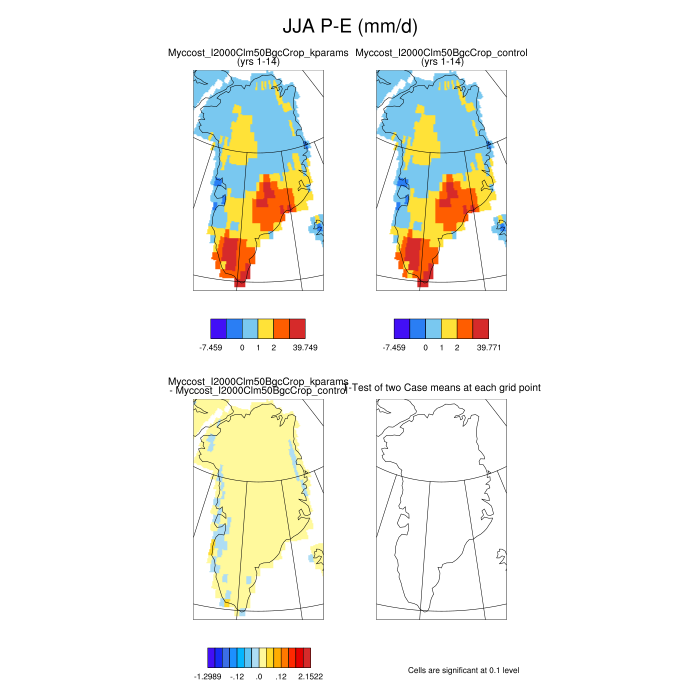 JJA P-E (mm/d)
Myccost_I2000Clm50BgcCrop_kparams
(yrs 1-14)
Myccost_I2000Clm50BgcCrop_control
(yrs 1-14)
-7.459 0 1 2 39.749
-7.459 0 1 2 39.771
Myccost_I2000Clm50BgcCrop_kparams
- Myccost_I2000Clm50BgcCrop_control
T-Test of two Case means at each grid point
-1.2989 -.12 .0 .12 2.1522
Cells are significant at 0.1 level